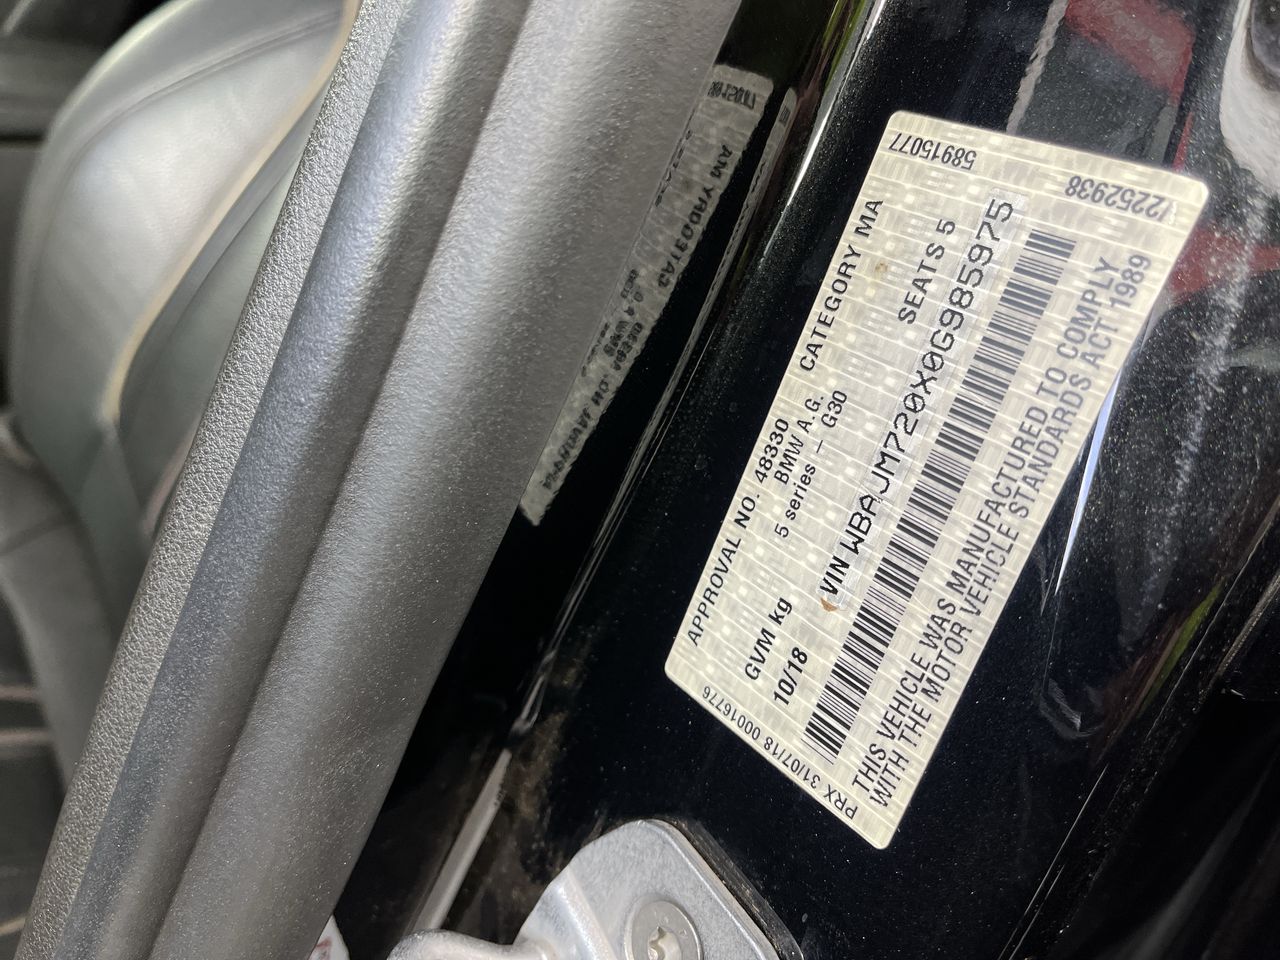 58915077
12252938
APPROVAL NO. 48330 CATEGORY MA
BMW A.G. SEATS 5
5 series - G30
GVM kg
10/18
VIN WBAJM720X0G985975
THIS VEHICLE WAS MANUFACTURED TO COMPLY
WITH THE MOTOR VEHICLE STANDARDS ACT 1989
PRX 31/07/18 00016776